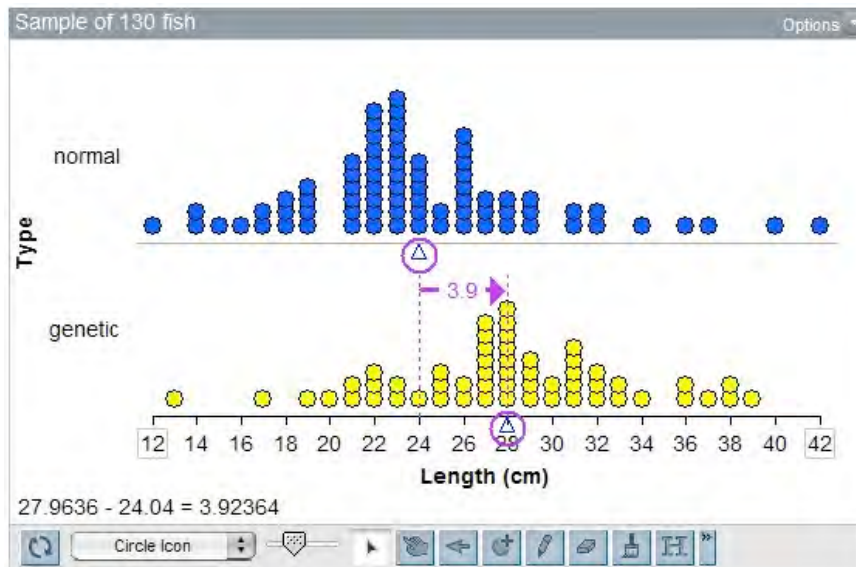 Sample of 130 fish Options
normal
Type
3.9
genetic
12 14 16 18 20 22 24 26 28 30 32 34 36 38 40 42
Length (cm)
27.9636 - 24.04 = 3.92364
Circle Icon